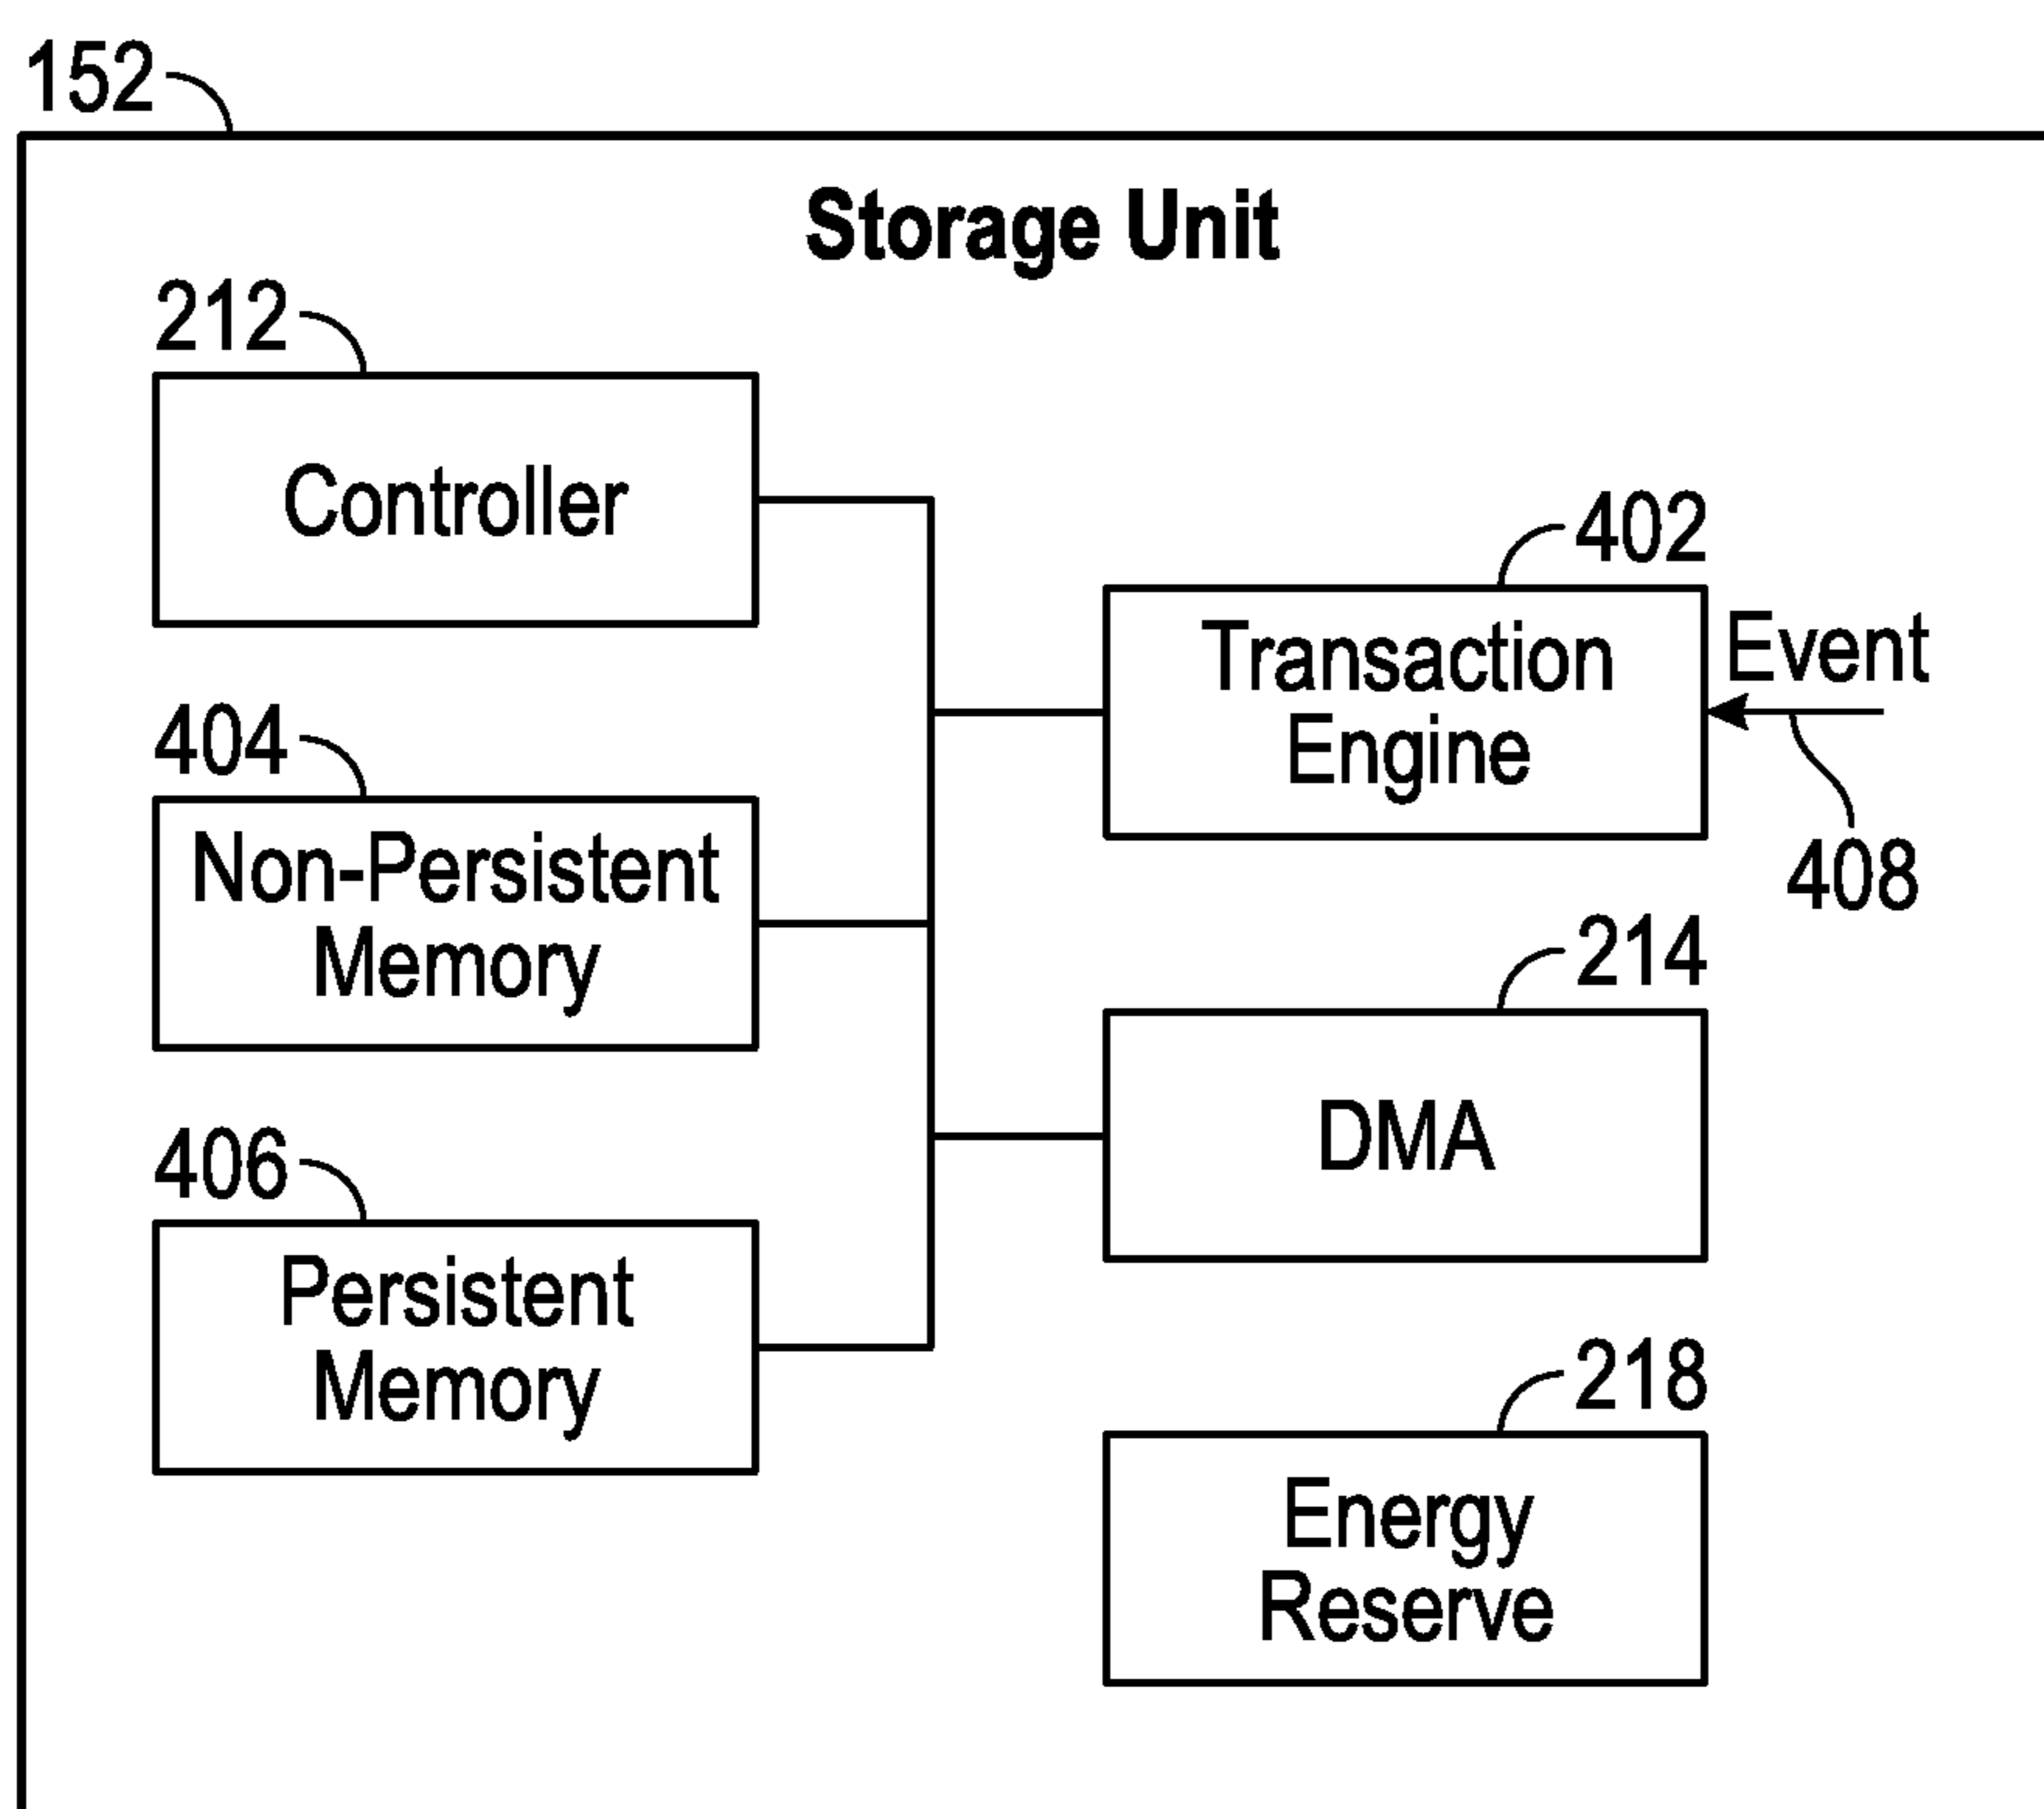 152
Storage Unit
212
Controller
402
Transaction
Engine
Event
408
404
Non-Persistent
Memory
214
DMA
406
Persistent
Memory
218
Energy
Reserve